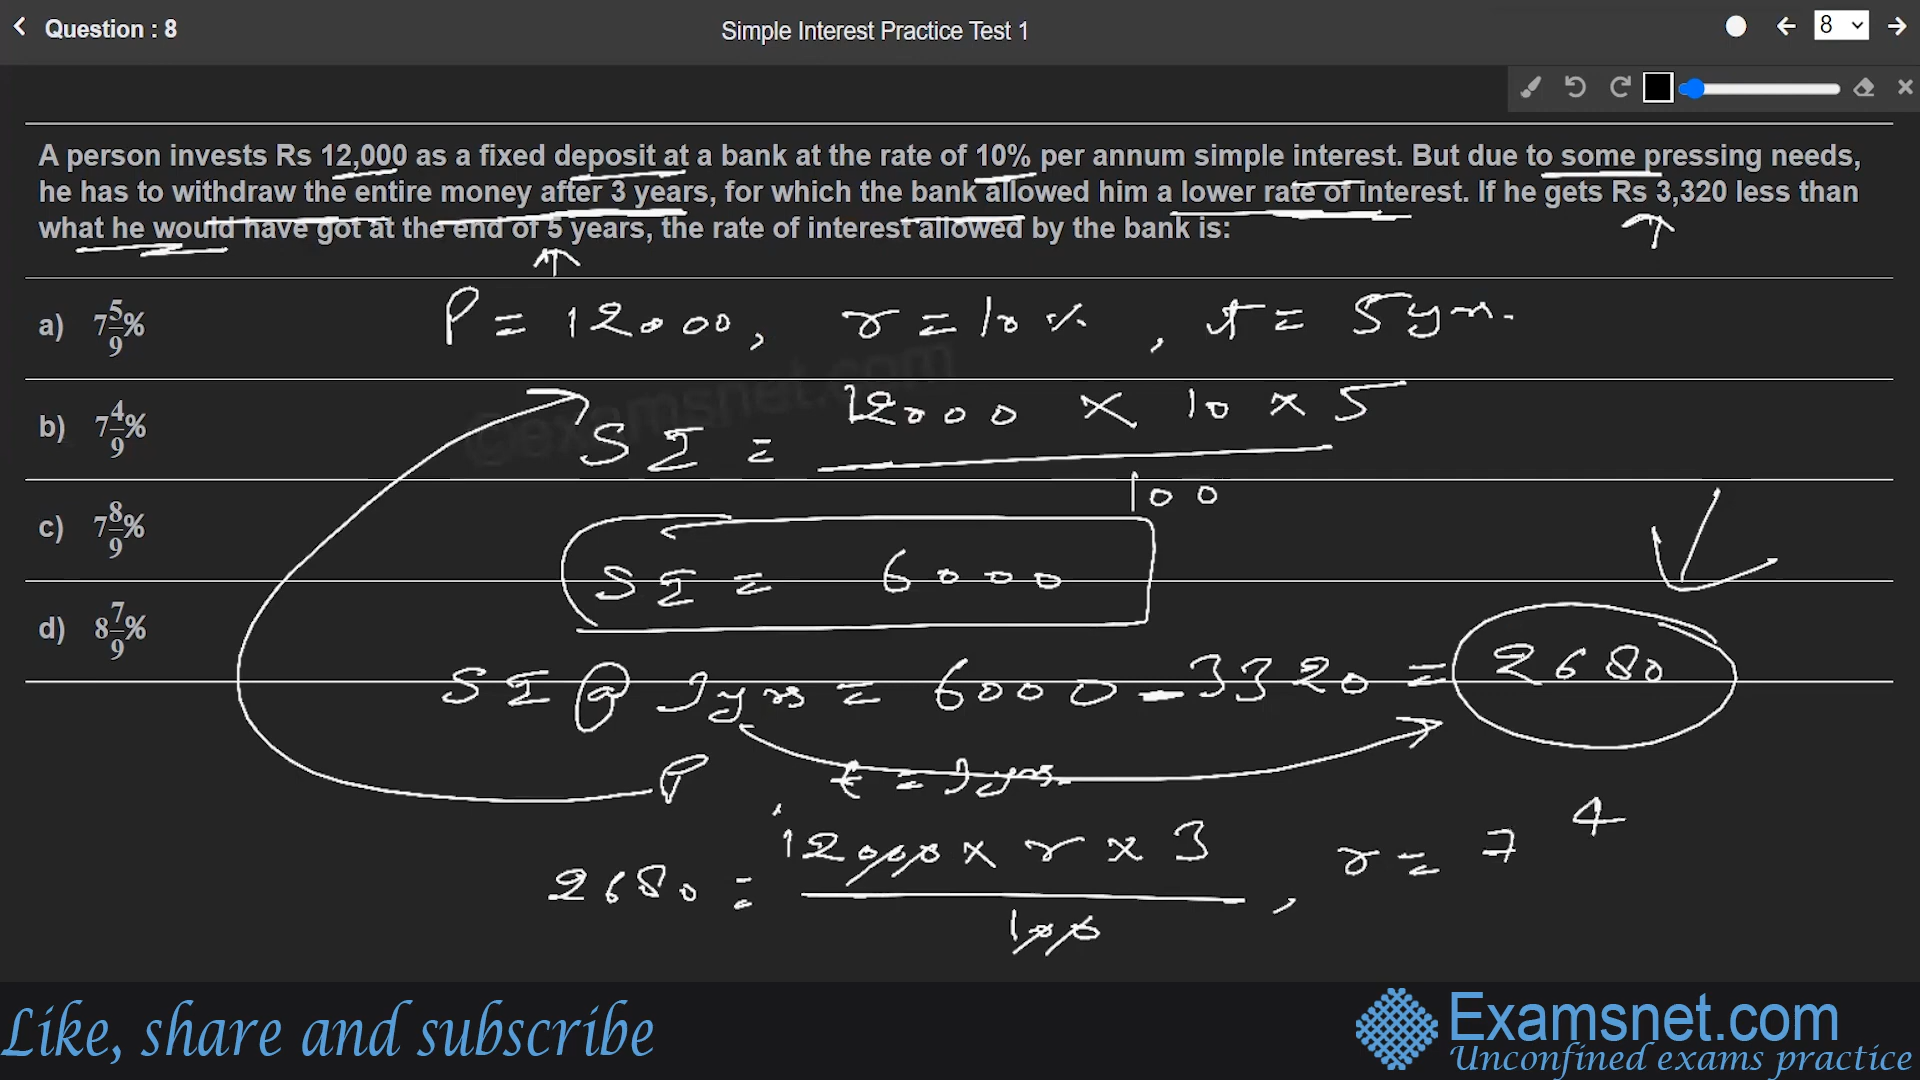 Question : 8
Simple Interest Practice Test 1
8
A person invests Rs 12,000 as a fixed deposit at a bank at the rate of 10% per annum simple interest. But due to some pressing needs,
he has to withdraw the entire money after 3 years, for which the bank allowed him a lower rate of interest. If he gets Rs 3,320 less than
what he would have got at the end of 5 years, the rate of interest allowed by the bank is:
a) 7 5/9%
b) 7 4/9%
c) 7 8/9%
d) 8 7/9%
P = 12000, r = 10%, t = 5yrs.
©examsnet.com
SI = 12000 x 10 x 5
100
SI = 6000
SI @ 3yrs = 6000 - 3320 = 2680
P t = 3yrs.
2680 = 12000 x r x 3 / 100, r = 7 4
Like, share and subscribe
Examsnet.com
Unconfined exams practice